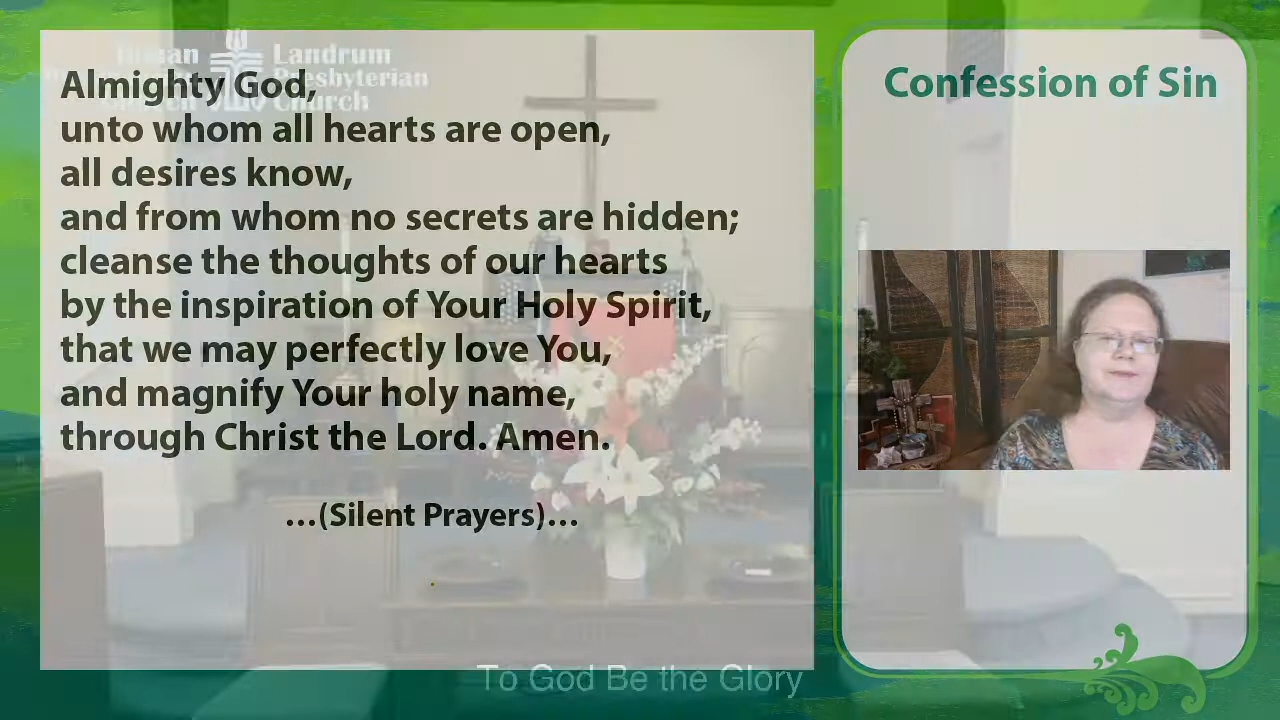 Landrum
Presbyterian
Church
Almighty God,
unto whom all hearts are open,
all desires know,
and from whom no secrets are hidden;
cleanse the thoughts of our hearts
by the inspiration of Your Holy Spirit,
that we may perfectly love You,
and magnify Your holy name,
through Christ the Lord. Amen.
...(Silent Prayers)...
Confession of Sin
To God Be the Glory